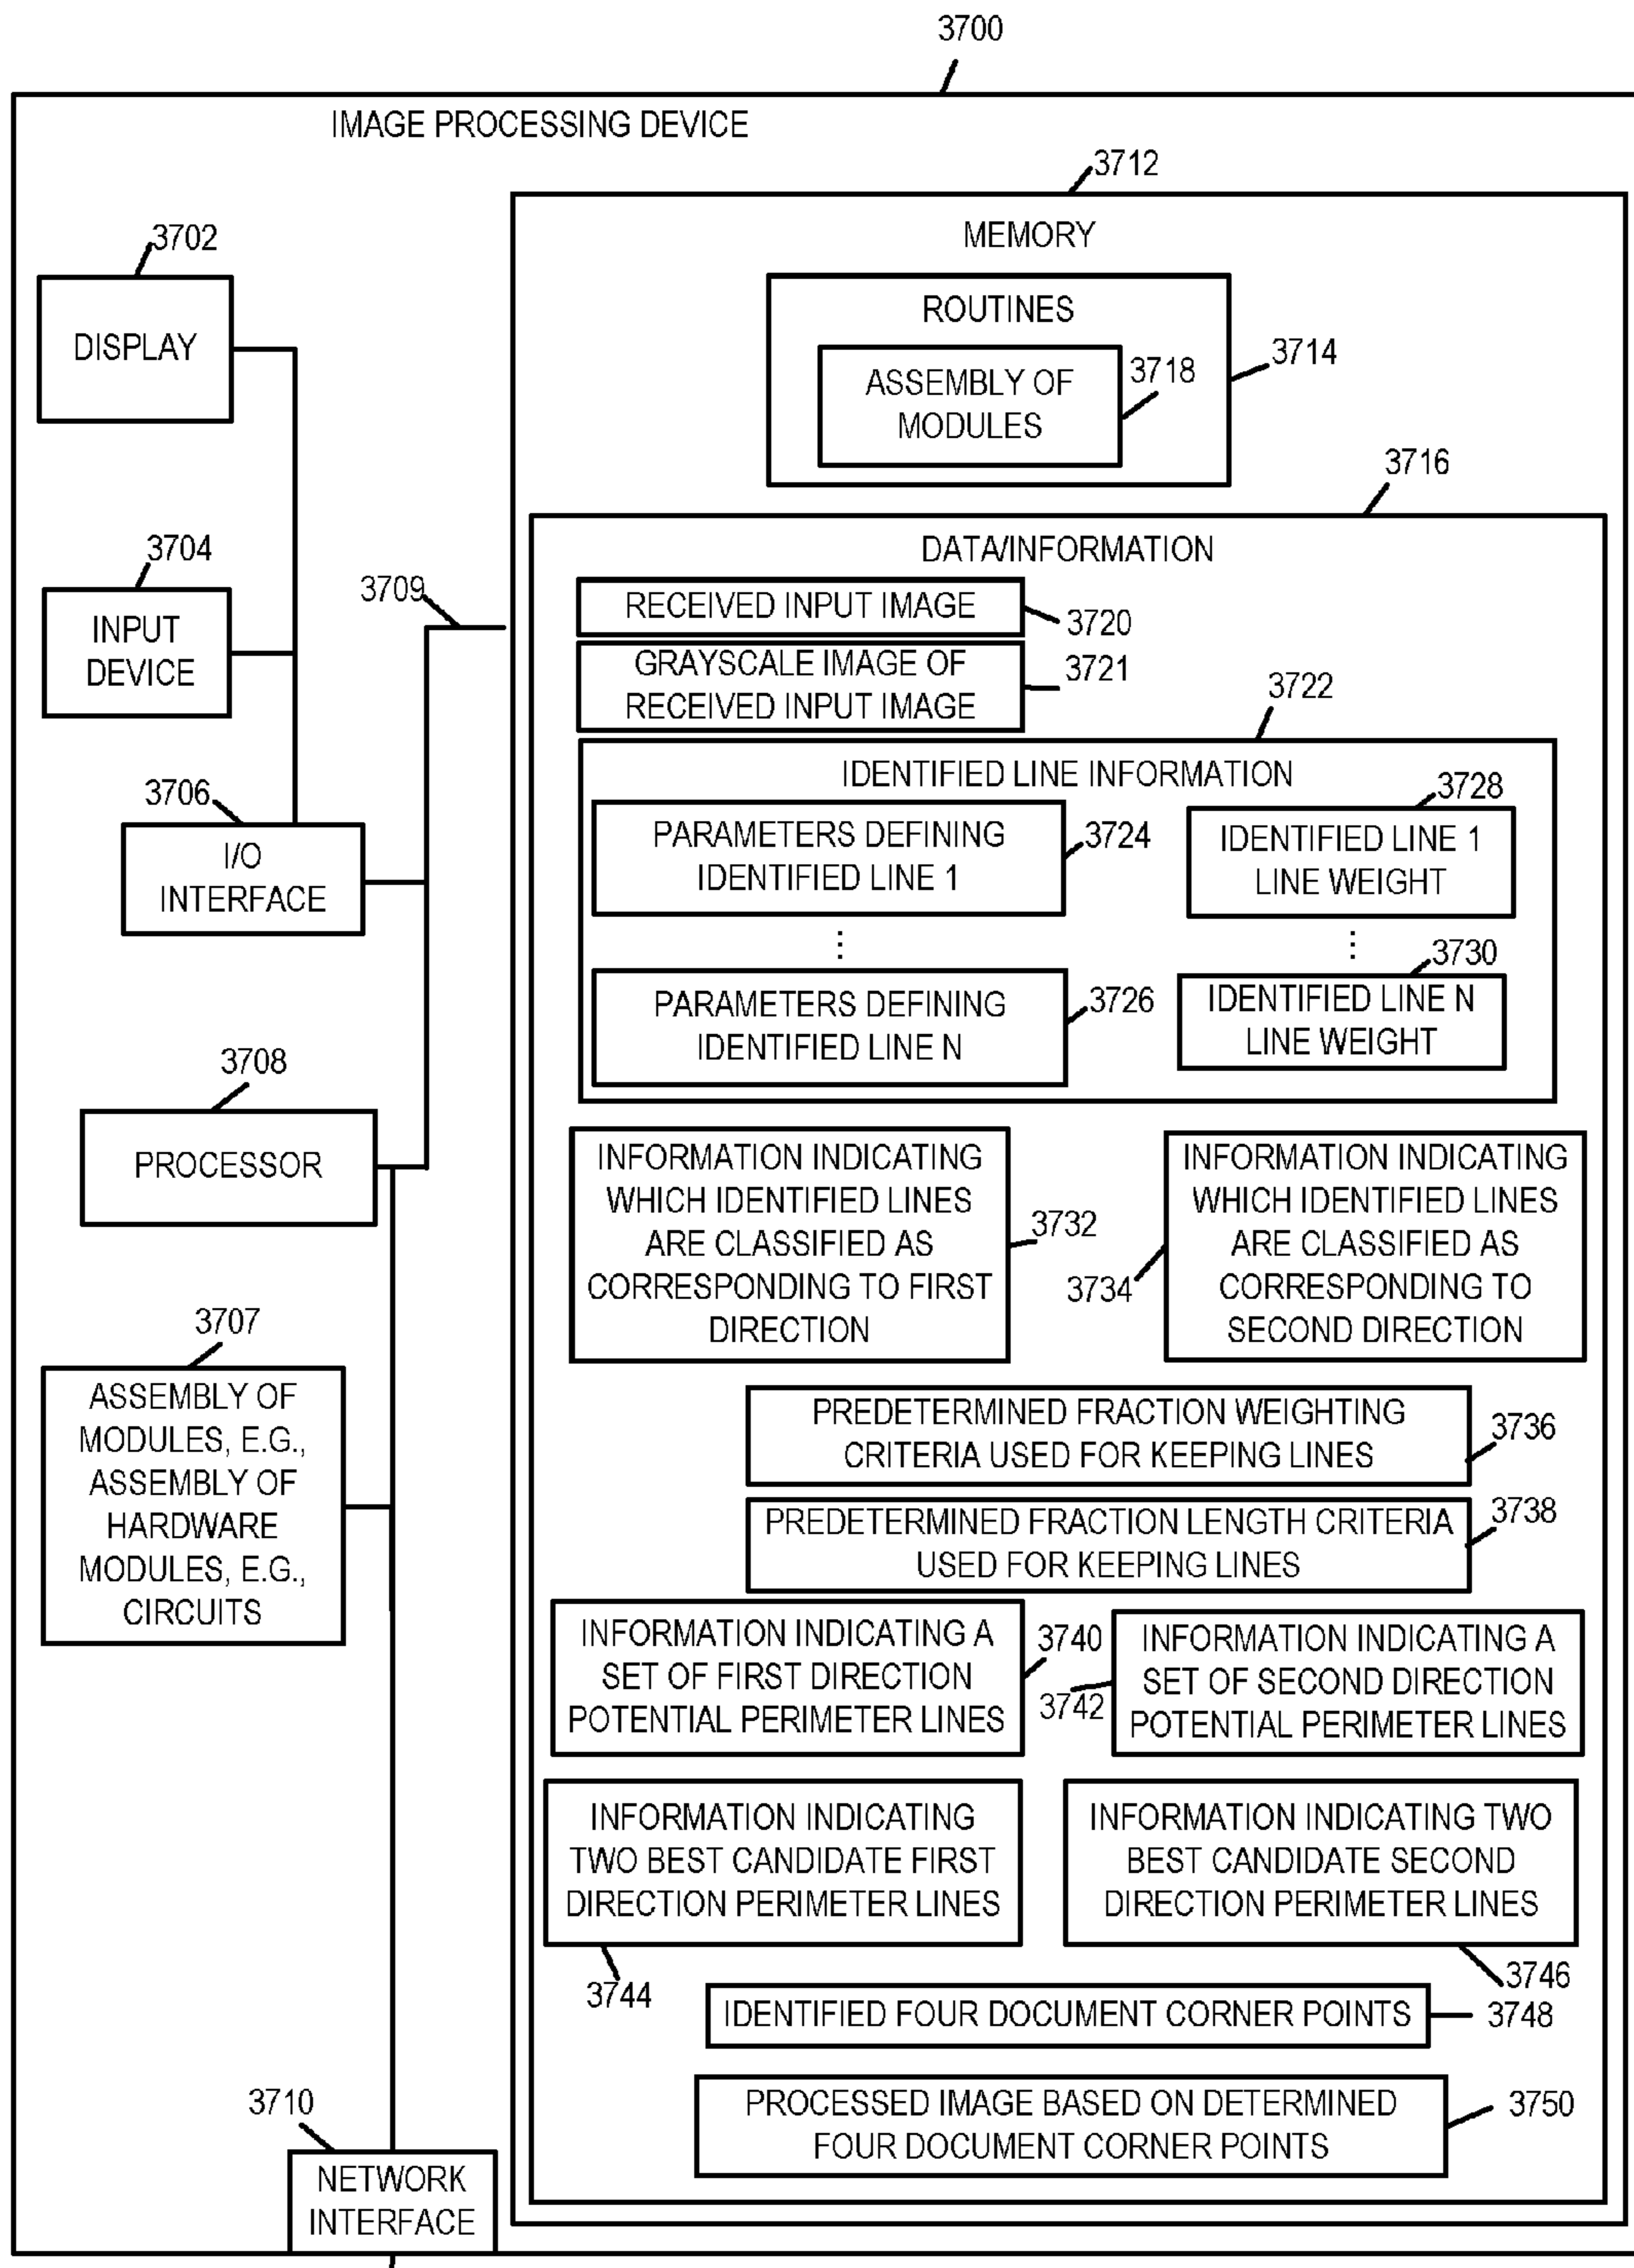 3700
IMAGE PROCESSING DEVICE
3702
DISPLAY
3704
INPUT
DEVICE
3706
I/O
INTERFACE
3709
3708
PROCESSOR
3707
ASSEMBLY OF
MODULES, E.G.,
ASSEMBLY OF
HARDWARE
MODULES, E.G.,
CIRCUITS
3710
NETWORK
INTERFACE
3712
MEMORY
ROUTINES
3714
ASSEMBLY OF
MODULES
3718
3716
DATA/INFORMATION
RECEIVED INPUT IMAGE
3720
GRAYSCALE IMAGE OF
RECEIVED INPUT IMAGE
3721
3722
IDENTIFIED LINE INFORMATION
PARAMETERS DEFINING
IDENTIFIED LINE 1
3724
3728
IDENTIFIED LINE 1
LINE WEIGHT
⋮
⋮
PARAMETERS DEFINING
IDENTIFIED LINE N
3726
3730
IDENTIFIED LINE N
LINE WEIGHT
INFORMATION INDICATING
WHICH IDENTIFIED LINES
ARE CLASSIFIED AS
CORRESPONDING TO FIRST
DIRECTION
3732
3734
INFORMATION INDICATING
WHICH IDENTIFIED LINES
ARE CLASSIFIED AS
CORRESPONDING TO
SECOND DIRECTION
PREDETERMINED FRACTION WEIGHTING
CRITERIA USED FOR KEEPING LINES
3736
PREDETERMINED FRACTION LENGTH CRITERIA
USED FOR KEEPING LINES
3738
INFORMATION INDICATING A
SET OF FIRST DIRECTION
POTENTIAL PERIMETER LINES
3740
3742
INFORMATION INDICATING A
SET OF SECOND DIRECTION
POTENTIAL PERIMETER LINES
INFORMATION INDICATING
TWO BEST CANDIDATE FIRST
DIRECTION PERIMETER LINES
3744
INFORMATION INDICATING TWO
BEST CANDIDATE SECOND
DIRECTION PERIMETER LINES
3746
IDENTIFIED FOUR DOCUMENT CORNER POINTS
3748
PROCESSED IMAGE BASED ON DETERMINED
FOUR DOCUMENT CORNER POINTS
3750